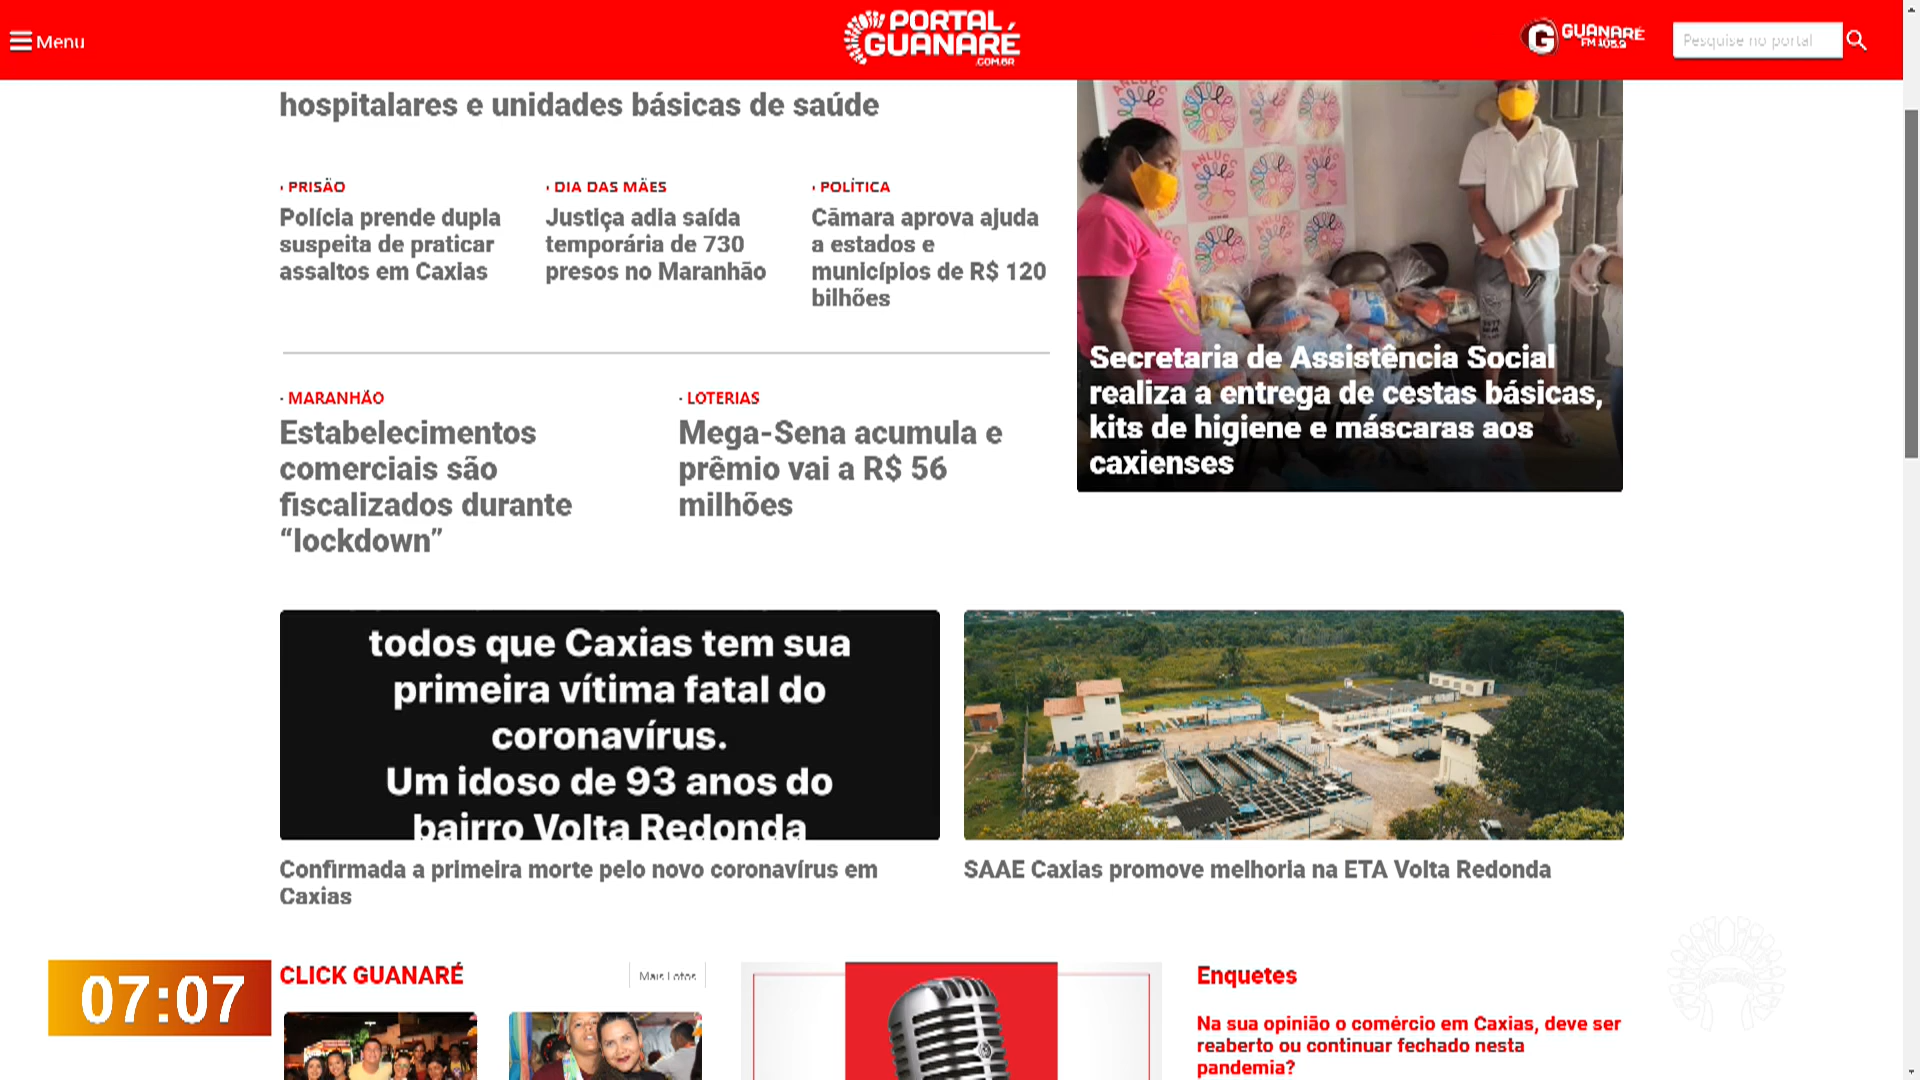 Menu
PORTAL
GUANARÉ
.COM.BR
GUANARÉ
FM 105.9
Pesquise no portal
hospitalares e unidades básicas de saúde
PRISÃO
Polícia prende dupla
suspeita de praticar
assaltos em Caxias
DIA DAS MÃES
Justiça adia saída
temporária de 730
presos no Maranhão
POLÍTICA
Câmara aprova ajuda
a estados e
municípios de R$ 120
bilhões
ANLUCC
Secretaria de Assistência Social
realiza a entrega de cestas básicas,
kits de higiene e máscaras aos
caxienses
MARANHÃO
Estabelecimentos
comerciais são
fiscalizados durante
“lockdown”
LOTERIAS
Mega-Sena acumula e
prêmio vai a R$ 56
milhões
todos que Caxias tem sua
primeira vítima fatal do
coronavírus.
Um idoso de 93 anos do
bairro Volta Redonda
Confirmada a primeira morte pelo novo coronavírus em
Caxias
SAAE Caxias promove melhoria na ETA Volta Redonda
07:07
CLICK GUANARÉ
Mais Fotos
Enquetes
Na sua opinião o comércio em Caxias, deve ser
reaberto ou continuar fechado nesta
pandemia?